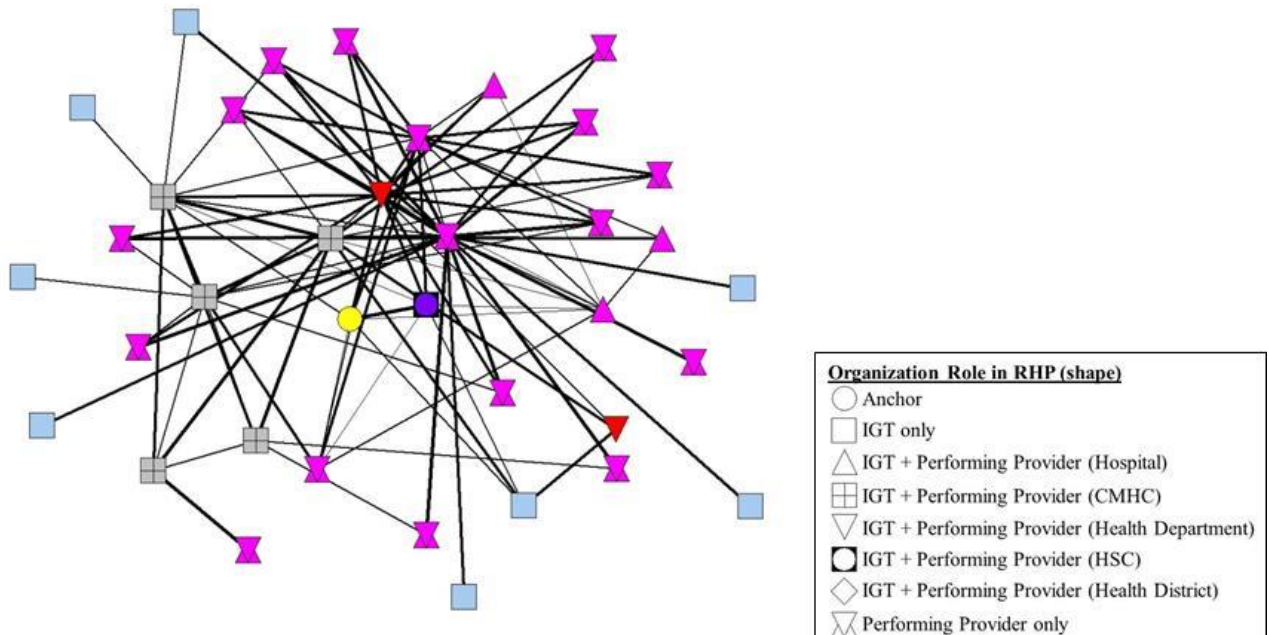 Organization Role in RHP (shape)
Anchor
IGT only
IGT + Performing Provider (Hospital)
IGT + Performing Provider (CMHC)
IGT + Performing Provider (Health Department)
IGT + Performing Provider (HSC)
IGT + Performing Provider (Health District)
Performing Provider only